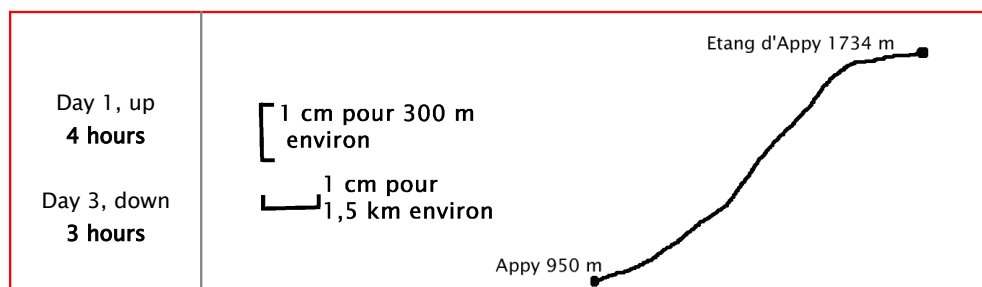 Day 1, up
4 hours
Day 3, down
3 hours
1 cm pour 300 m
environ
1 cm pour
1,5 km environ
Etang d'Appy 1734 m
Appy 950 m